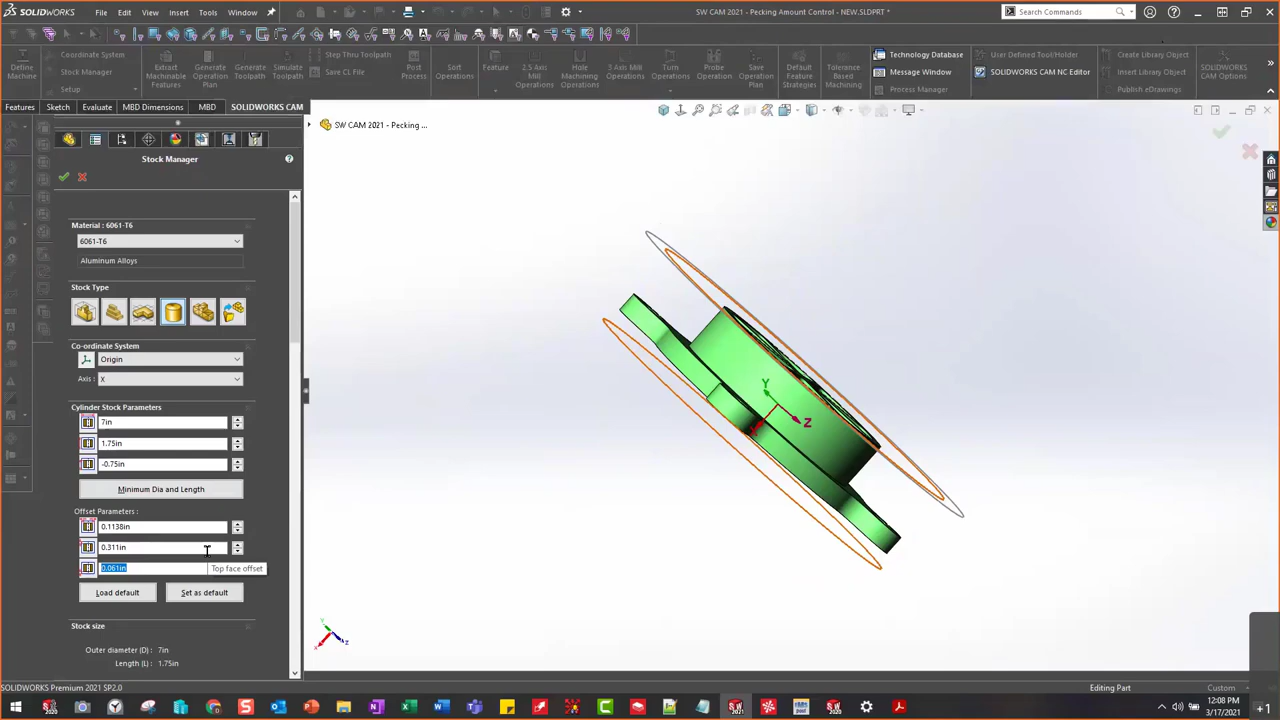 SOLIDWORKS File Edit View Insert Tools Window
SW CAM 2021 - Pecking Amount Control - NEW.SLDPRT *
Search Commands
Define Machine
Coordinate System
Stock Manager
Setup
Extract Machinable Features
Generate Operation Plan
Generate Toolpath
Simulate Toolpath
Step Thru Toolpath
Save CL File
Post Process
Sort Operations
Feature
2.5 Axis Mill Operations
Hole Machining Operations
3 Axis Mill Operations
Turn Operations
Probe Operations
Save Operation Plan
Default Feature Strategies
Tolerance Based Machining
Technology Database
Message Window
Process Manager
User Defined Tool/Holder
SOLIDWORKS CAM NC Editor
Create Library Object
Insert Library Object
Publish eDrawings
SOLIDWORKS CAM Options
Features Sketch Evaluate MBD Dimensions MBD SOLIDWORKS CAM
SW CAM 2021 - Pecking ...
Stock Manager
Material : 6061-T6
6061-T6
Aluminum Alloys
Stock Type
Co-ordinate System
Origin
Axis : X
Cylinder Stock Parameters
7in
1.75in
-0.75in
Minimum Dia and Length
Offset Parameters :
0.1138in
0.311in
0.061in
Top face offset
Load default Set as default
Stock size
Outer diameter (D) : 7in
Length (L) : 1.75in
Y
Z
SOLIDWORKS Premium 2021 SP2.0
Editing Part
Custom
12:08 PM
3/17/2021
+1